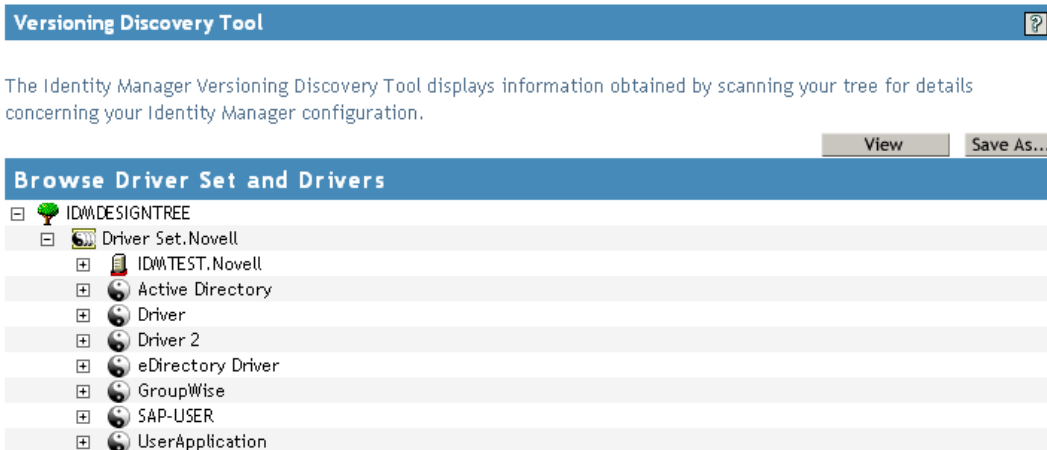 Versioning Discovery Tool
?
The Identity Manager Versioning Discovery Tool displays information obtained by scanning your tree for details
concerning your Identity Manager configuration.
View Save As...
Browse Driver Set and Drivers
IDMDESIGNTREE
Driver Set.Novell
IDMTEST.Novell
Active Directory
Driver
Driver 2
eDirectory Driver
GroupWise
SAP-USER
UserApplication